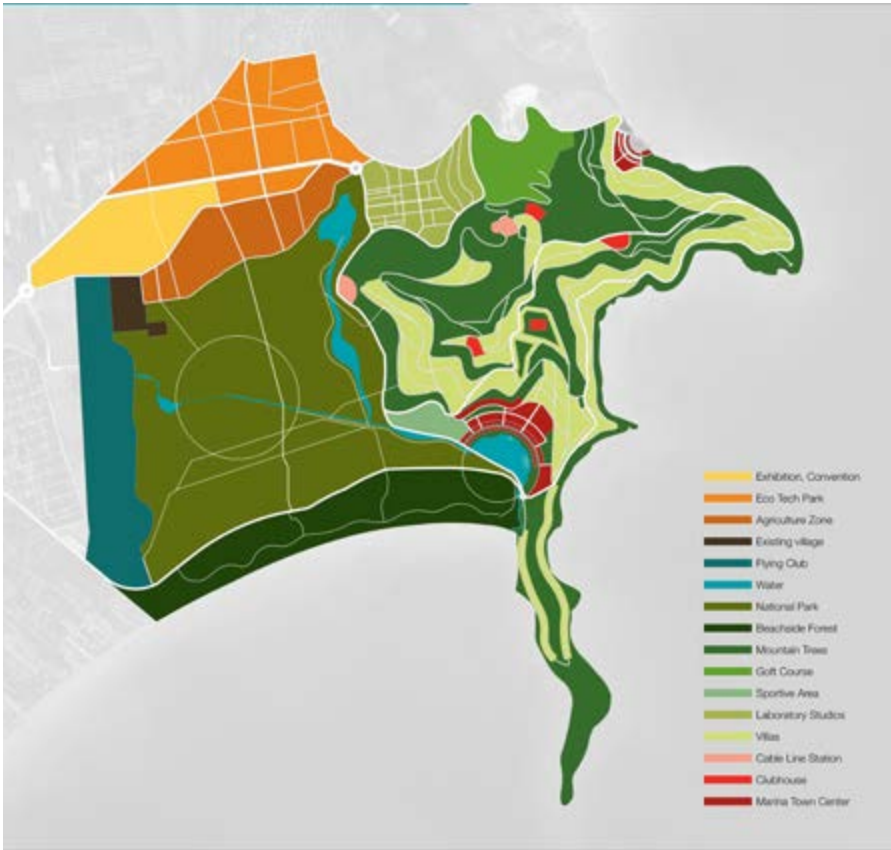 Exhibition, Convention
Eco Tech Park
Agriculture Zone
Existing village
Flying Club
Water
National Park
Beachside Forest
Mountain Trees
Goft Course
Sportive Area
Laboratory Studios
Villas
Cable Line Station
Clubhouse
Marina Town Center